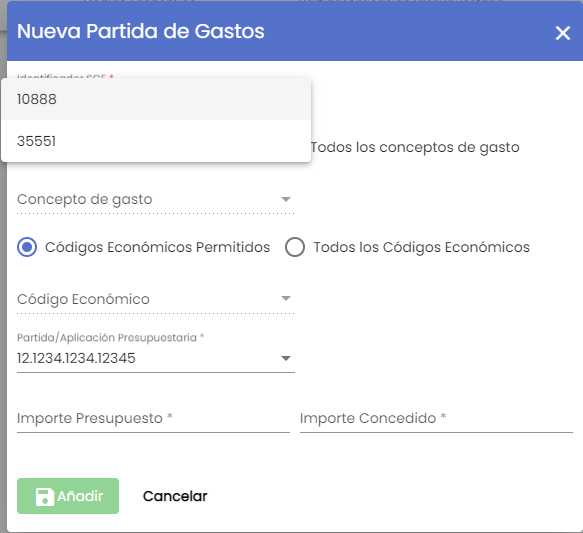 Nueva Partida de Gastos
Identificador SGE *
10888
35551
Todos los conceptos de gasto
Concepto de gasto
Códigos Económicos Permitidos Todos los Códigos Económicos
Código Económico
Partida/Aplicación Presupuestaria *
12.1234.1234.12345
Importe Presupuesto * Importe Concedido *
Añadir Cancelar